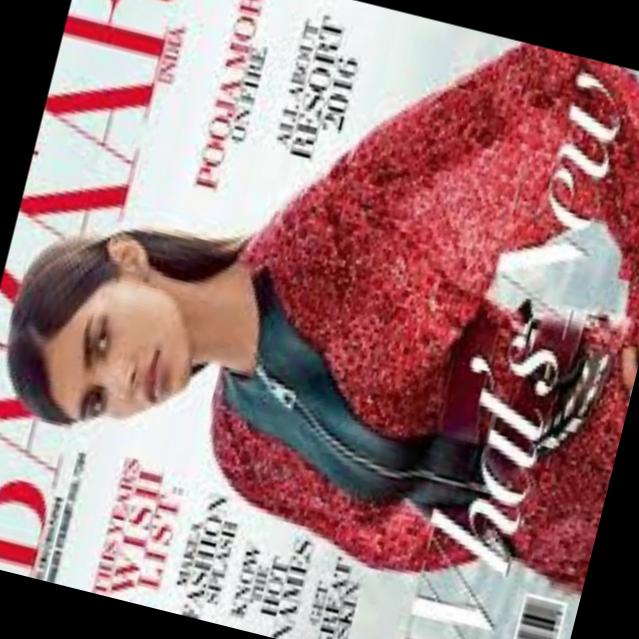 BAZAAR
INDIA
POOJA MOR
ON FIRE
ALL ABOUT
RESORT
2016
THIS YEAR'S
WISH
LIST:
MAKE A
FASHION
SPLASH
KNOW
THE
HOT
NAMES
GET
GREAT
SKIN
What's New